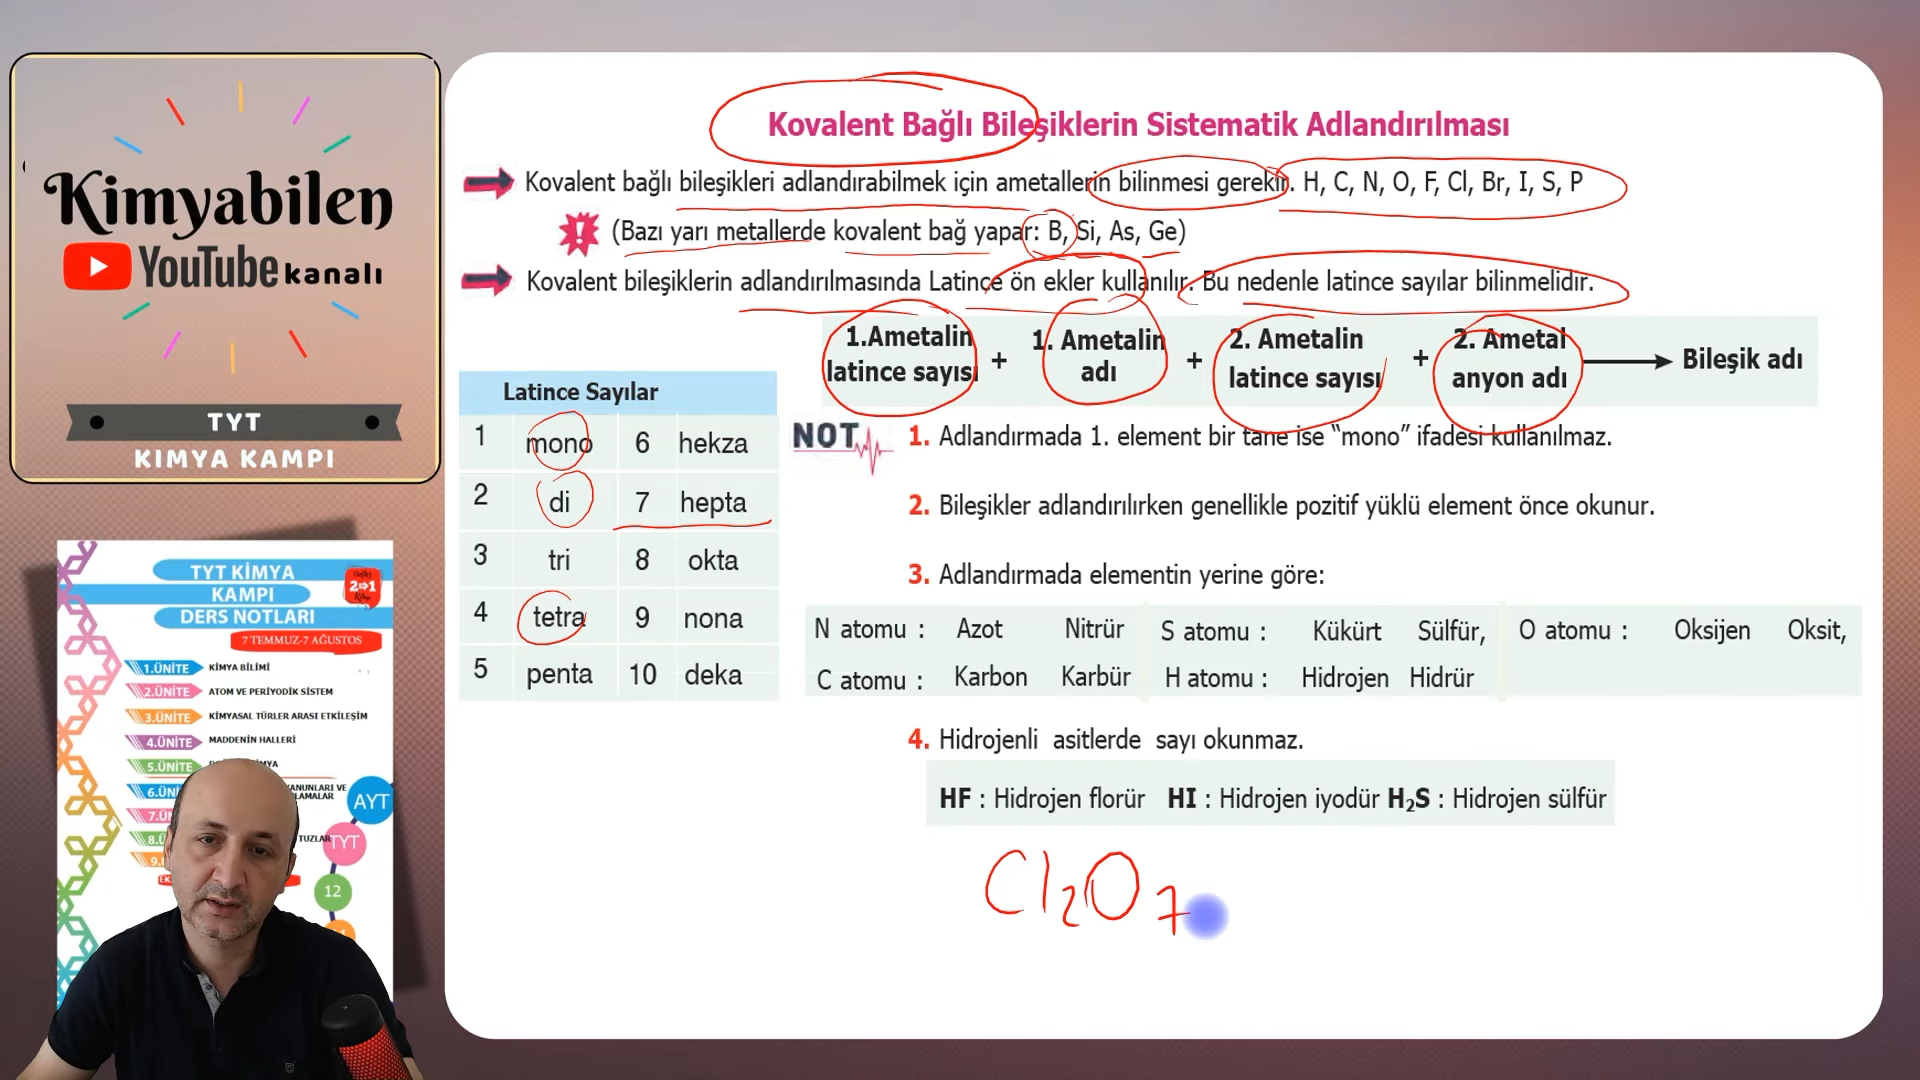 Kimyabilen
YouTube kanalı
TYT
KIMYA KAMPI
TYT KİMYA
KAMPI
DERS NOTLARI
2⇒1
7 TEMMUZ-7 AĞUSTOS
1.ÜNİTE KİMYA BİLİMİ
2.ÜNİTE ATOM VE PERİYODİK SİSTEM
3.ÜNİTE KİMYASAL TÜRLER ARASI ETKİLEŞİM
4.ÜNİTE MADDENİN HALLERİ
5.ÜNİTE
AYT
TYT
12
Kovalent Bağlı Bileşiklerin Sistematik Adlandırılması
Kovalent bağlı bileşikleri adlandırabilmek için ametallerin bilinmesi gerekir. H, C, N, O, F, Cl, Br, I, S, P
! (Bazı yarı metallerde kovalent bağ yapar: B, Si, As, Ge)
Kovalent bileşiklerin adlandırılmasında Latince ön ekler kullanılır. Bu nedenle latince sayılar bilinmelidir.
1.Ametalin latince sayısı + 1. Ametalin adı + 2. Ametalin latince sayısı + 2. Ametal anyon adı → Bileşik adı
Latince Sayılar
1 mono 6 hekza
2 di 7 hepta
3 tri 8 okta
4 tetra 9 nona
5 penta 10 deka
NOT 1. Adlandırmada 1. element bir tane ise “mono” ifadesi kullanılmaz.
2. Bileşikler adlandırılırken genellikle pozitif yüklü element önce okunur.
3. Adlandırmada elementin yerine göre:
N atomu : Azot Nitrür S atomu : Kükürt Sülfür, O atomu : Oksijen Oksit,
C atomu : Karbon Karbür H atomu : Hidrojen Hidrür
4. Hidrojenli asitlerde sayı okunmaz.
HF : Hidrojen florür HI : Hidrojen iyodür H₂S : Hidrojen sülfür
Cl₂O₇